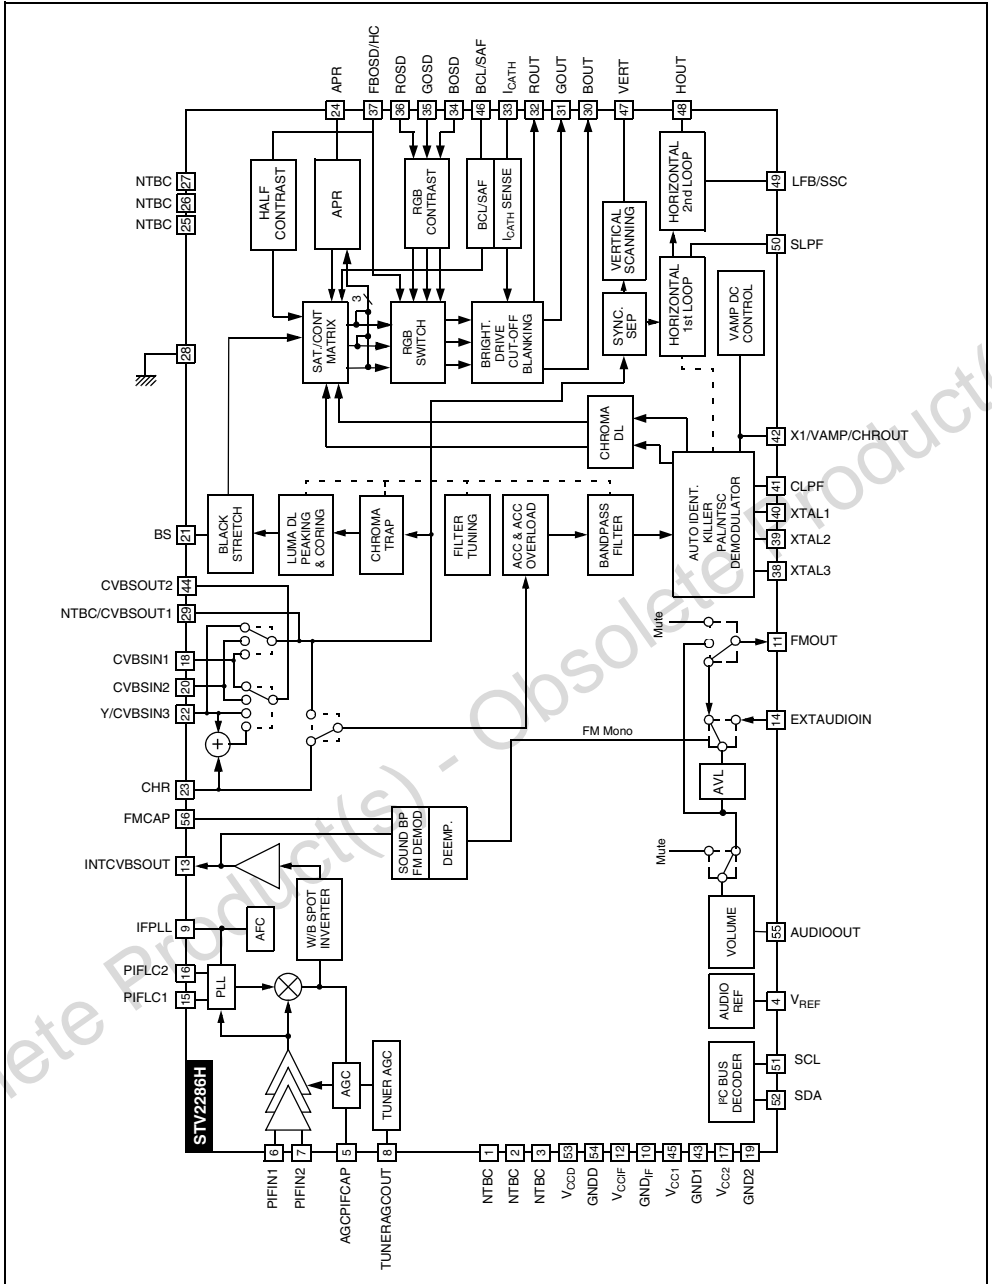 APR
FBOSD/HC
ROSD
GOSD
BOSD
BCL/SAF
ICATH
ROUT
GOUT
BOUT
VERT
HOUT
24
37
36
35
34
46
33
32
31
30
47
48
NTBC 27
NTBC 26
NTBC 25
28
BS 21
CVBSOUT2 44
NTBC/CVBSOUT1 29
CVBSIN1 18
CVBSIN2 20
Y/CVBSIN3 22
CHR 23
FMCAP 56
INTCVBSOUT 13
IFPLL 9
PIFLC2 16
PIFLC1 15
STV2286H
HALF
CONTRAST
APR
RGB
CONTRAST
BCL/SAF
ICATH SENSE
VERTICAL
SCANNING
HORIZONTAL
2nd LOOP
49 LFB/SSC
50 SLPF
SAT./CONT
MATRIX
3
RGB
SWITCH
BRIGHT.
DRIVE
CUT-OFF
BLANKING
SYNC.
SEP
HORIZONTAL
1st LOOP
VAMP DC
CONTROL
CHROMA
DL
42 X1/VAMP/CHROUT
41 CLPF
40 XTAL1
39 XTAL2
38 XTAL3
BLACK
STRETCH
LUMA DL
PEAKING
& CORING
CHROMA
TRAP
FILTER
TUNING
ACC & ACC
OVERLOAD
BANDPASS
FILTER
AUTO IDENT.
KILLER
PAL/NTSC
DEMODULATOR
Mute
11 FMOUT
14 EXTAUDIOIN
+
FM Mono
AVL
SOUND BP
FM DEMOD
DEEMP.
Mute
W/B SPOT
INVERTER
AFC
PLL
VOLUME
55 AUDIOOUT
AUDIO
REF
4 VREF
AGC
TUNER AGC
I²C BUS
DECODER
51 SCL
52 SDA
6
7
5
8
1
2
3
53
54
12
10
45
43
17
19
PIFIN1
PIFIN2
AGCPIFCAP
TUNERAGCOUT
NTBC
NTBC
NTBC
VCCD
GNDD
VCCIF
GNDIF
VCC1
GND1
VCC2
GND2
lete Product(s) - Obsolete Product(